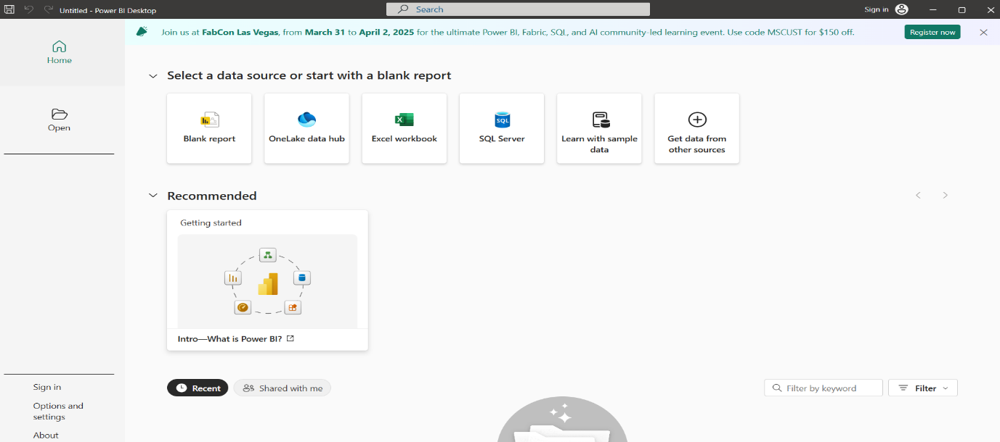 Untitled - Power BI Desktop
Search
Sign in
Join us at FabCon Las Vegas, from March 31 to April 2, 2025 for the ultimate Power BI, Fabric, SQL, and AI community-led learning event. Use code MSCUST for $150 off.
Register now
Home
Open
Select a data source or start with a blank report
Blank report
OneLake data hub
Excel workbook
SQL
SQL Server
Learn with sample
data
Get data from
other sources
Recommended
Getting started
Intro—What is Power BI?
Recent
Shared with me
Filter by keyword
Filter
Sign in
Options and
settings
About